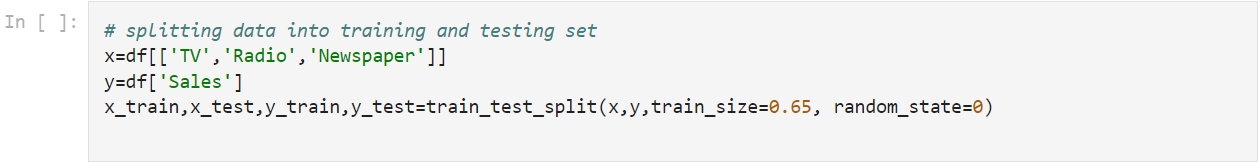 In [ ]:
# splitting data into training and testing set
x=df[['TV','Radio','Newspaper']]
y=df['Sales']
x_train,x_test,y_train,y_test=train_test_split(x,y,train_size=0.65, random_state=0)